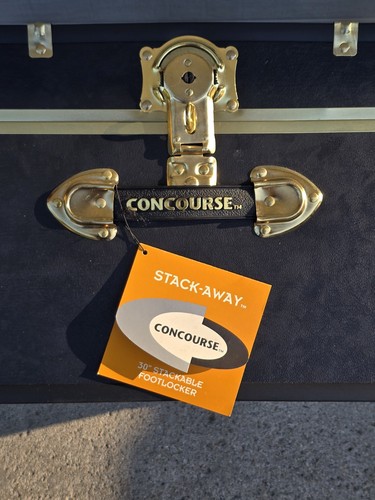 CONCOURSE™
STACK-AWAY™
CONCOURSE™
30" STACKABLE
FOOTLOCKER